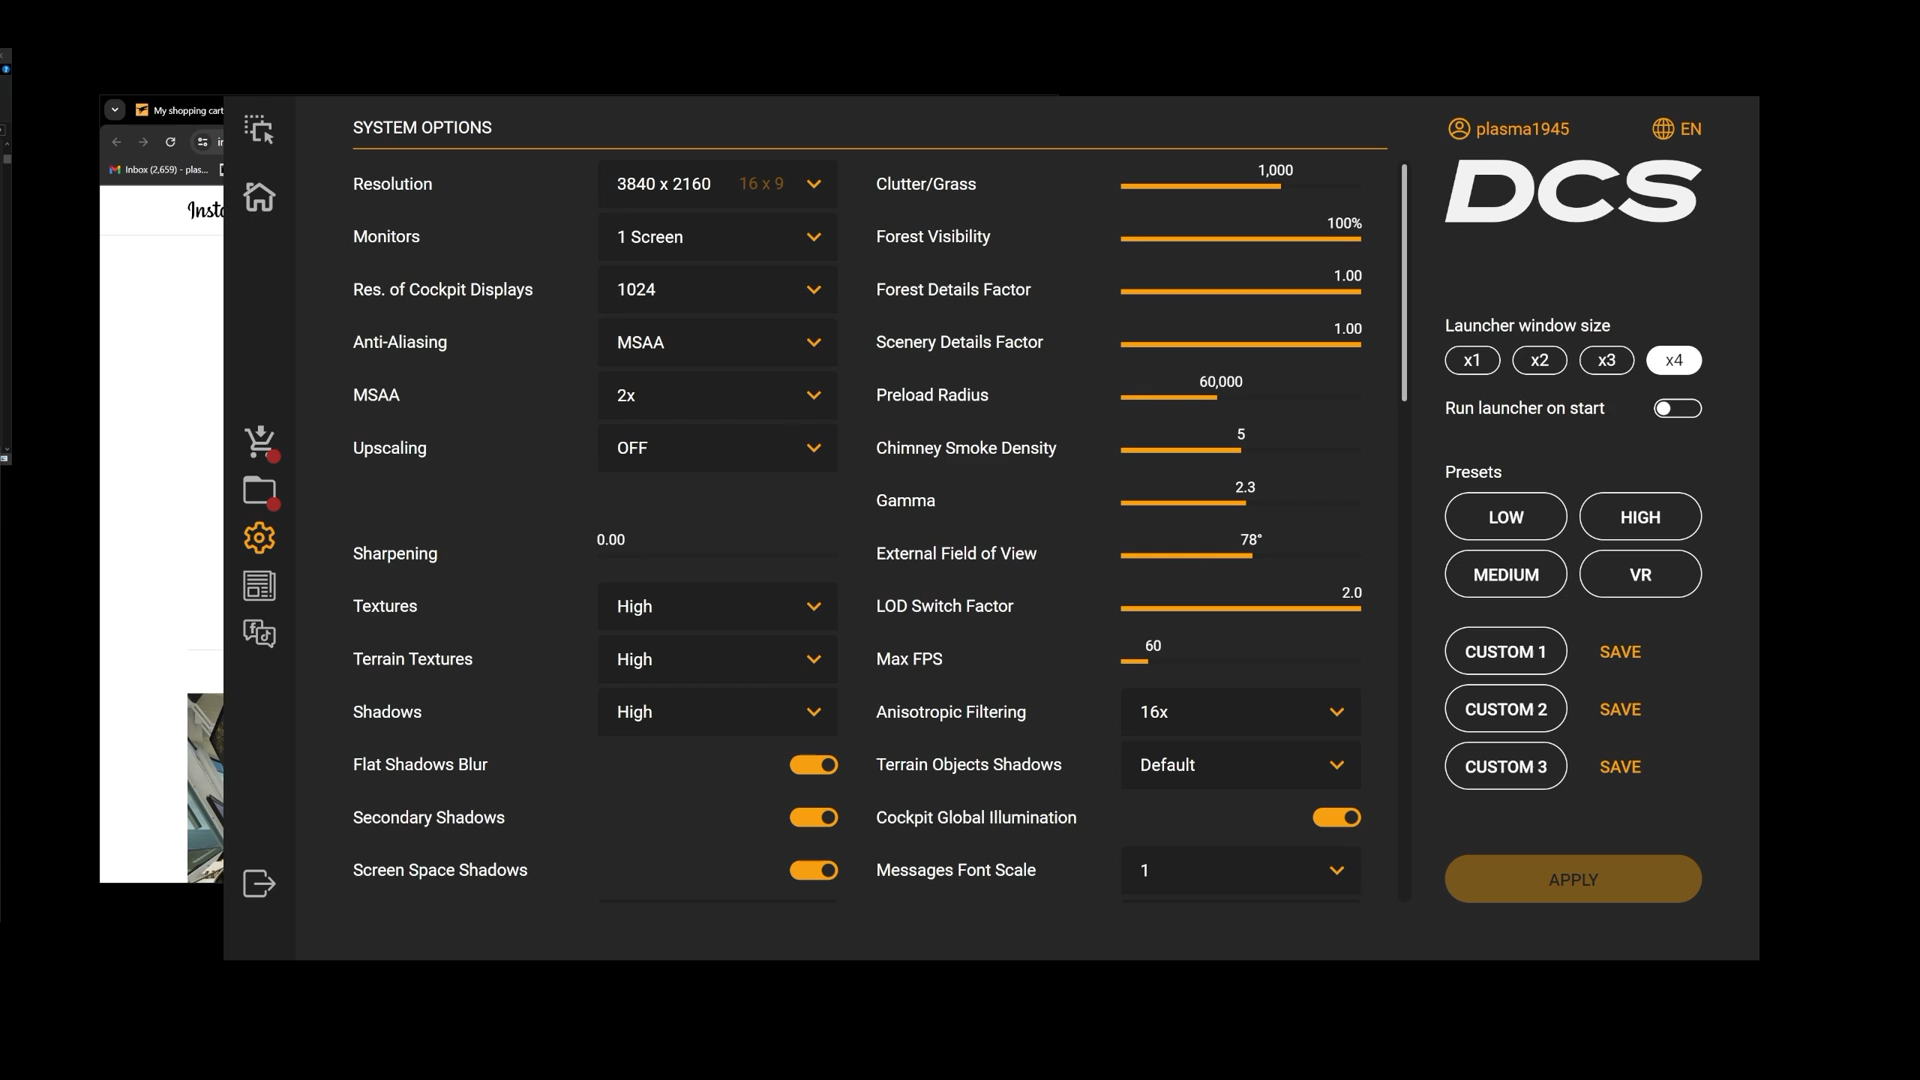 My shopping cart
in
Inbox (2,659) - plas...
Insta
SYSTEM OPTIONS
Resolution
3840 x 2160 16 x 9
Monitors
1 Screen
Res. of Cockpit Displays
1024
Anti-Aliasing
MSAA
MSAA
2x
Upscaling
OFF
Sharpening
0.00
Textures
High
Terrain Textures
High
Shadows
High
Flat Shadows Blur
Secondary Shadows
Screen Space Shadows
Clutter/Grass
1,000
Forest Visibility
100%
Forest Details Factor
1.00
Scenery Details Factor
1.00
Preload Radius
60,000
Chimney Smoke Density
5
Gamma
2.3
External Field of View
78°
LOD Switch Factor
2.0
Max FPS
60
Anisotropic Filtering
16x
Terrain Objects Shadows
Default
Cockpit Global Illumination
Messages Font Scale
1
plasma1945
EN
DCS
Launcher window size
x1 x2 x3 x4
Run launcher on start
Presets
LOW HIGH
MEDIUM VR
CUSTOM 1 SAVE
CUSTOM 2 SAVE
CUSTOM 3 SAVE
APPLY